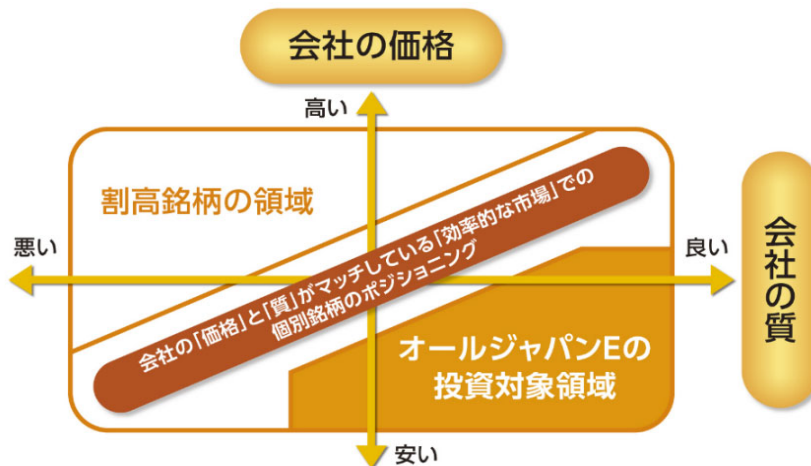 会社の価格
高い
割高銘柄の領域
会社の「価格」と「質」がマッチしている「効率的な市場」での
個別銘柄のポジショニング
悪い
良い
会社の質
オールジャパンEの
投資対象領域
安い